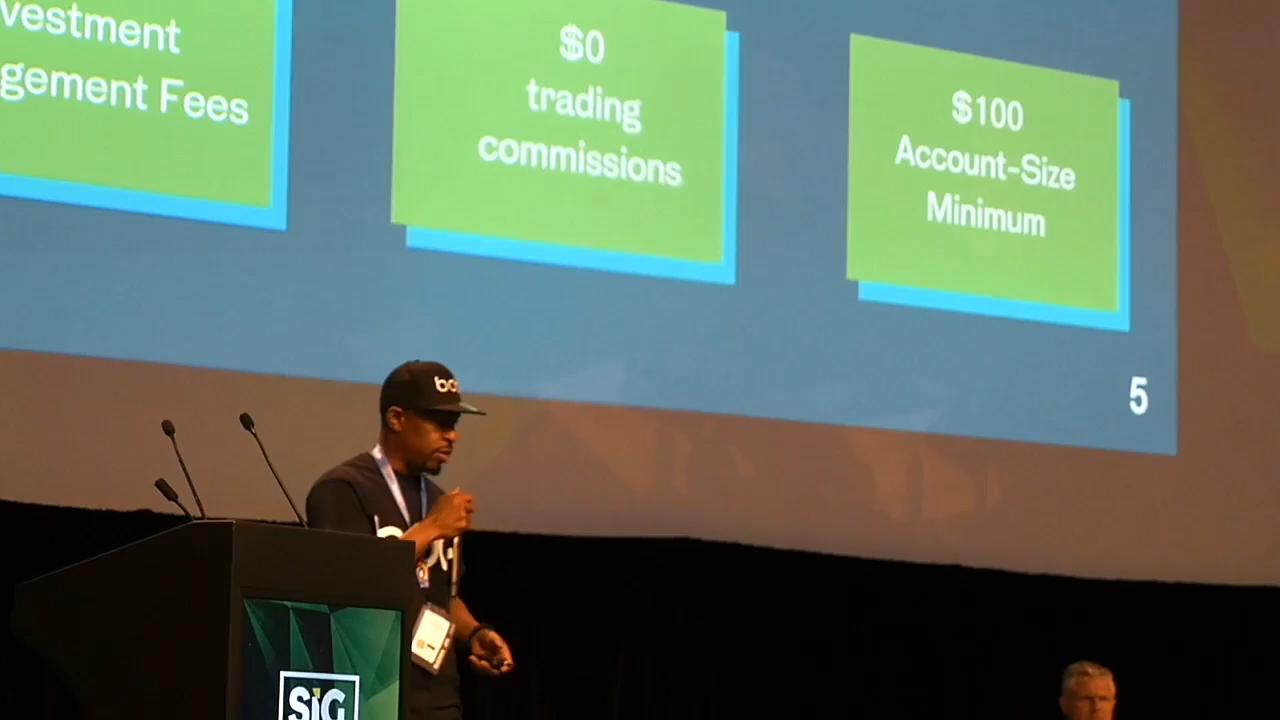 vestment
gement Fees
$0
trading
commissions
$100
Account-Size
Minimum
5
SiG